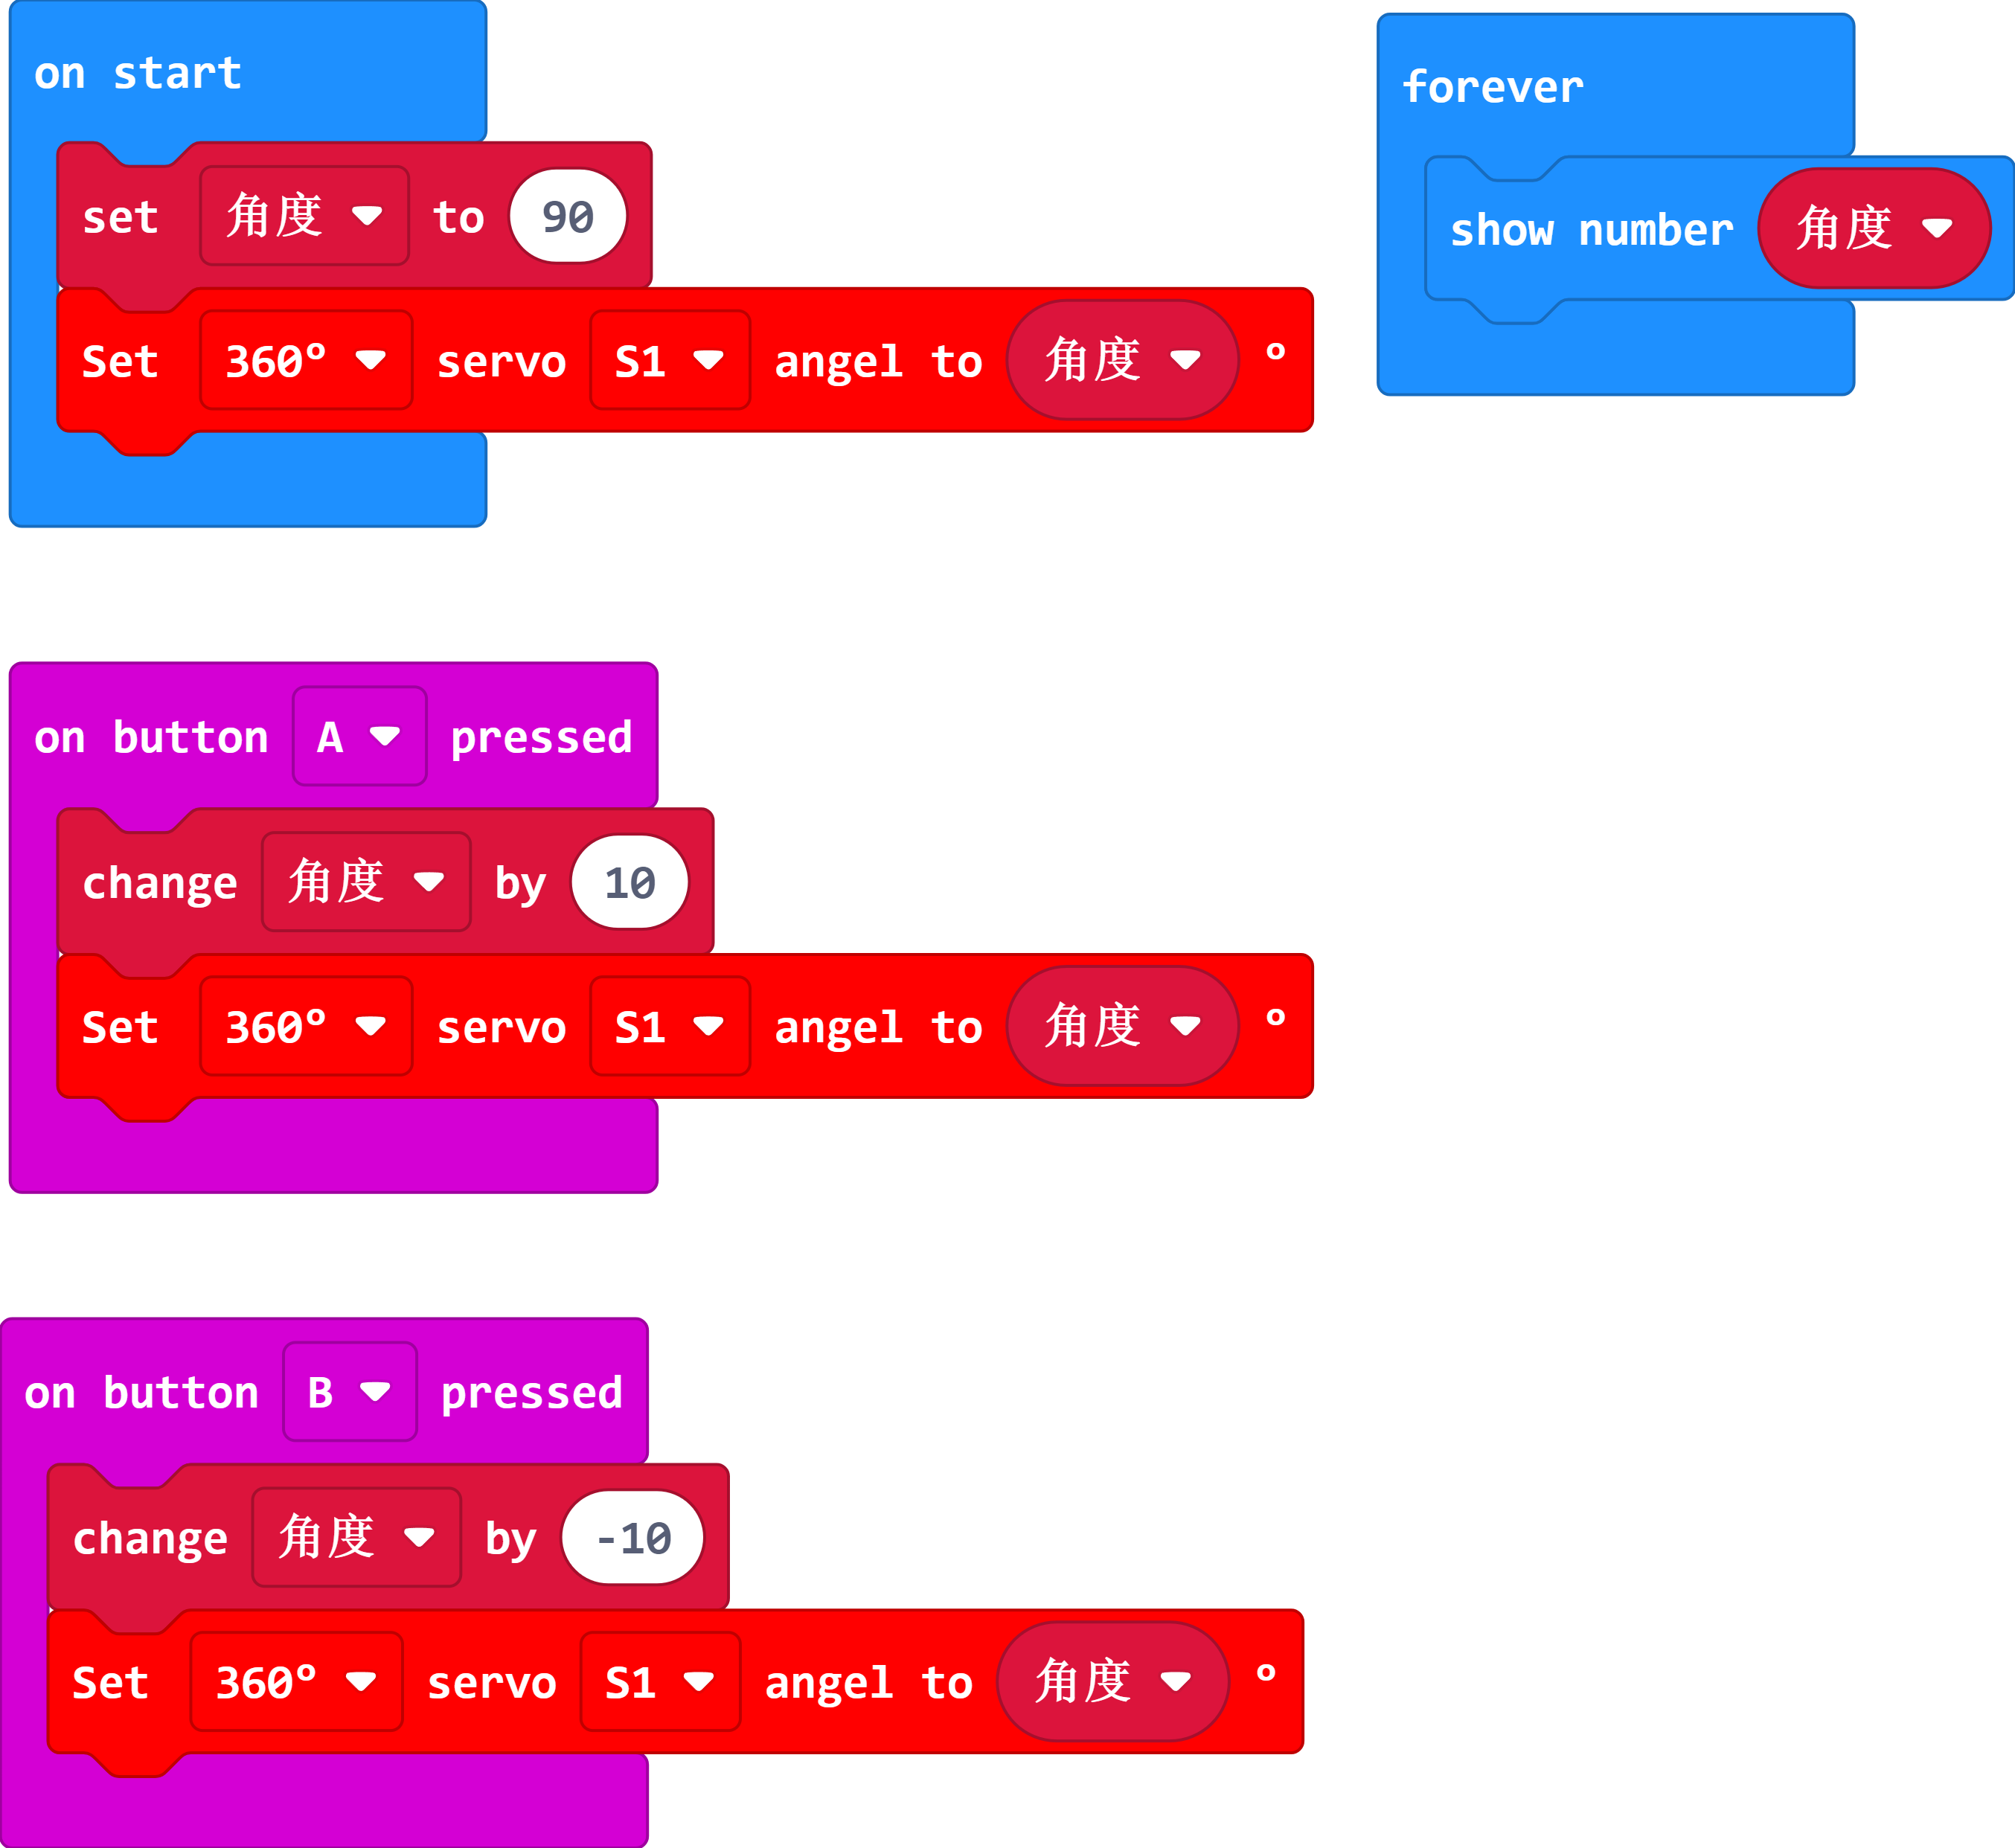 on start
set 角度 to 90
Set 360° servo S1 angel to 角度 °
forever
show number 角度
on button A pressed
change 角度 by 10
Set 360° servo S1 angel to 角度 °
on button B pressed
change 角度 by -10
Set 360° servo S1 angel to 角度 °